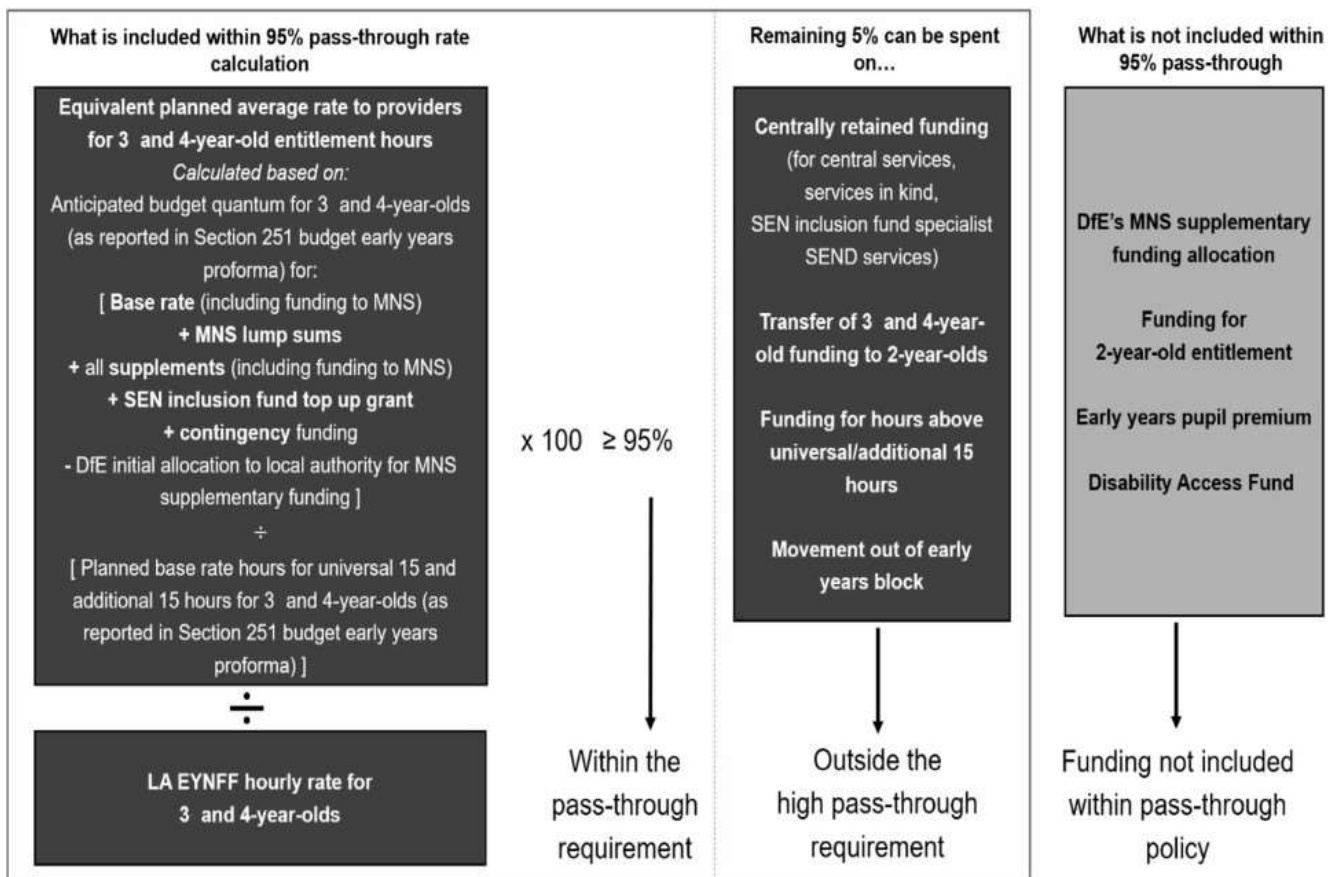 What is included within 95% pass-through rate
calculation
Equivalent planned average rate to providers
for 3 and 4-year-old entitlement hours
Calculated based on:
Anticipated budget quantum for 3 and 4-year-olds
(as reported in Section 251 budget early years
proforma) for:
[ Base rate (including funding to MNS)
+ MNS lump sums
+ all supplements (including funding to MNS)
+ SEN inclusion fund top up grant
+ contingency funding
- DfE initial allocation to local authority for MNS
supplementary funding ]
÷
[ Planned base rate hours for universal 15 and
additional 15 hours for 3 and 4-year-olds (as
reported in Section 251 budget early years
proforma) ]
÷
LA EYNFF hourly rate for
3 and 4-year-olds
x 100 ≥ 95%
Within the
pass-through
requirement
Remaining 5% can be spent
on…
Centrally retained funding
(for central services,
services in kind,
SEN inclusion fund specialist
SEND services)
Transfer of 3 and 4-year-
old funding to 2-year-olds
Funding for hours above
universal/additional 15
hours
Movement out of early
years block
Outside the
high pass-through
requirement
What is not included within
95% pass-through
DfE's MNS supplementary
funding allocation
Funding for
2-year-old entitlement
Early years pupil premium
Disability Access Fund
Funding not included
within pass-through
policy